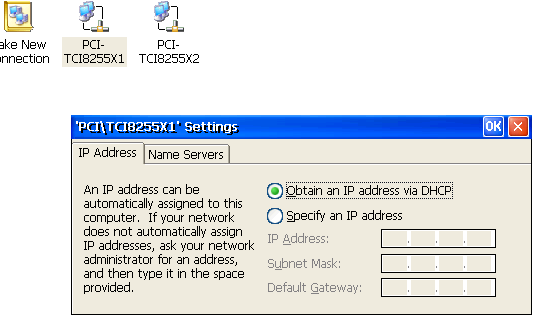 ake New
onnection
PCI-
TCI8255X1
PCI-
TCI8255X2
'PCI\TCI8255X1' Settings
OK
IP Address
Name Servers
An IP address can be
automatically assigned to this
computer. If your network
does not automatically assign
IP addresses, ask your network
administrator for an address,
and then type it in the space
provided.
Obtain an IP address via DHCP
Specify an IP address
IP Address:
Subnet Mask:
Default Gateway: